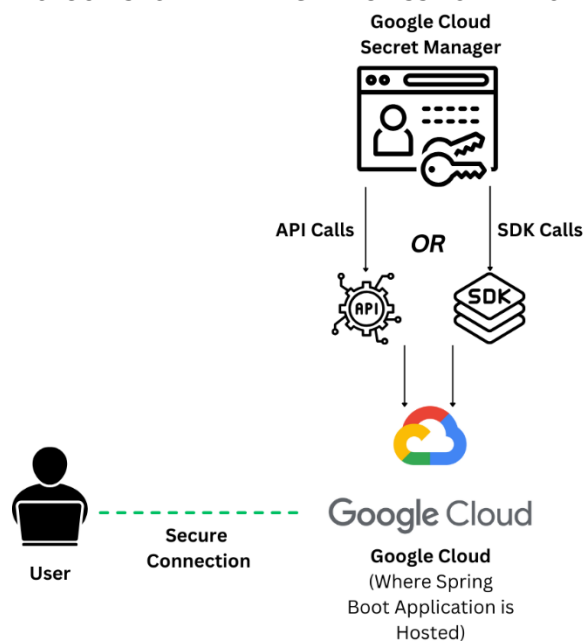 Google Cloud
Secret Manager
API Calls
OR
SDK Calls
API
SDK
Google Cloud
User
Secure
Connection
Google Cloud
(Where Spring
Boot Application is
Hosted)